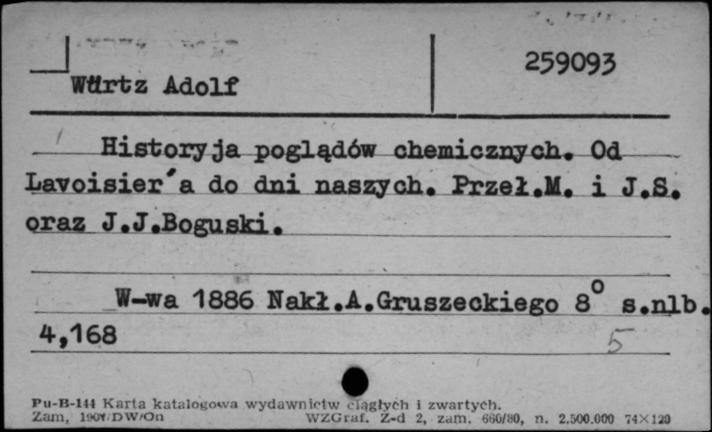 259093
Würtz Adolf
Historyja poglądów chemicznych. Od
Lavoisier'a do dni naszych. Przeł.M. i J.S.
oraz J.J.Boguski.
W-wa 1886 Nakł.A.Gruszeckiego 8° s.nlb.
4,168
5
Pu-B-144 Karta katalogowa wydawnictw ciągłych i zwartych.
Zam, DW/On WZGraf. Z-d 2, zam. 660/80, n. 2.500.000 74×120